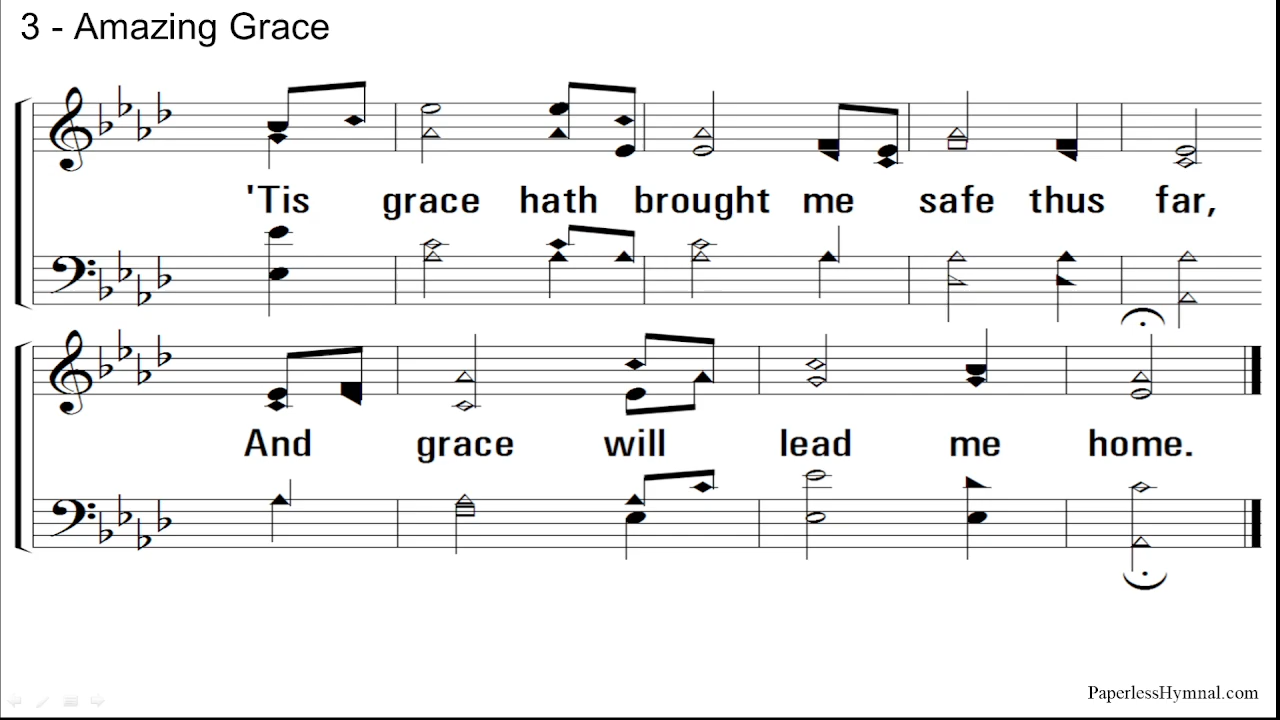 3 - Amazing Grace
'Tis grace hath brought me safe thus far,
And grace will lead me home.
PaperlessHymnal.com